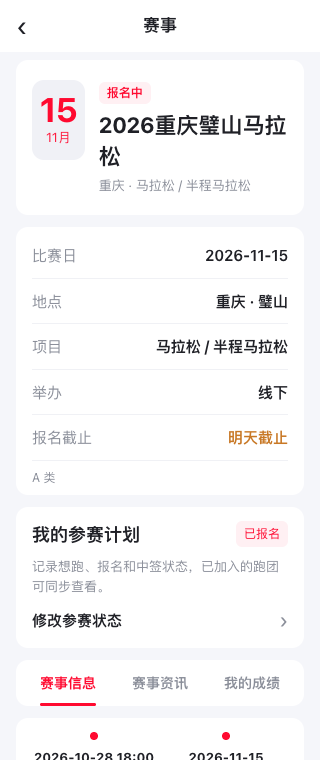 ‹
赛事
15
11月
报名中
2026重庆璧山马拉
松
重庆 · 马拉松 / 半程马拉松
比赛日 2026-11-15
地点 重庆 · 璧山
项目 马拉松 / 半程马拉松
举办 线下
报名截止 明天截止
A 类
我的参赛计划 已报名
记录想跑、报名和中签状态，已加入的跑团
可同步查看。
修改参赛状态 ›
赛事信息 赛事资讯 我的成绩
2026-10-28 18:00 2026-11-15